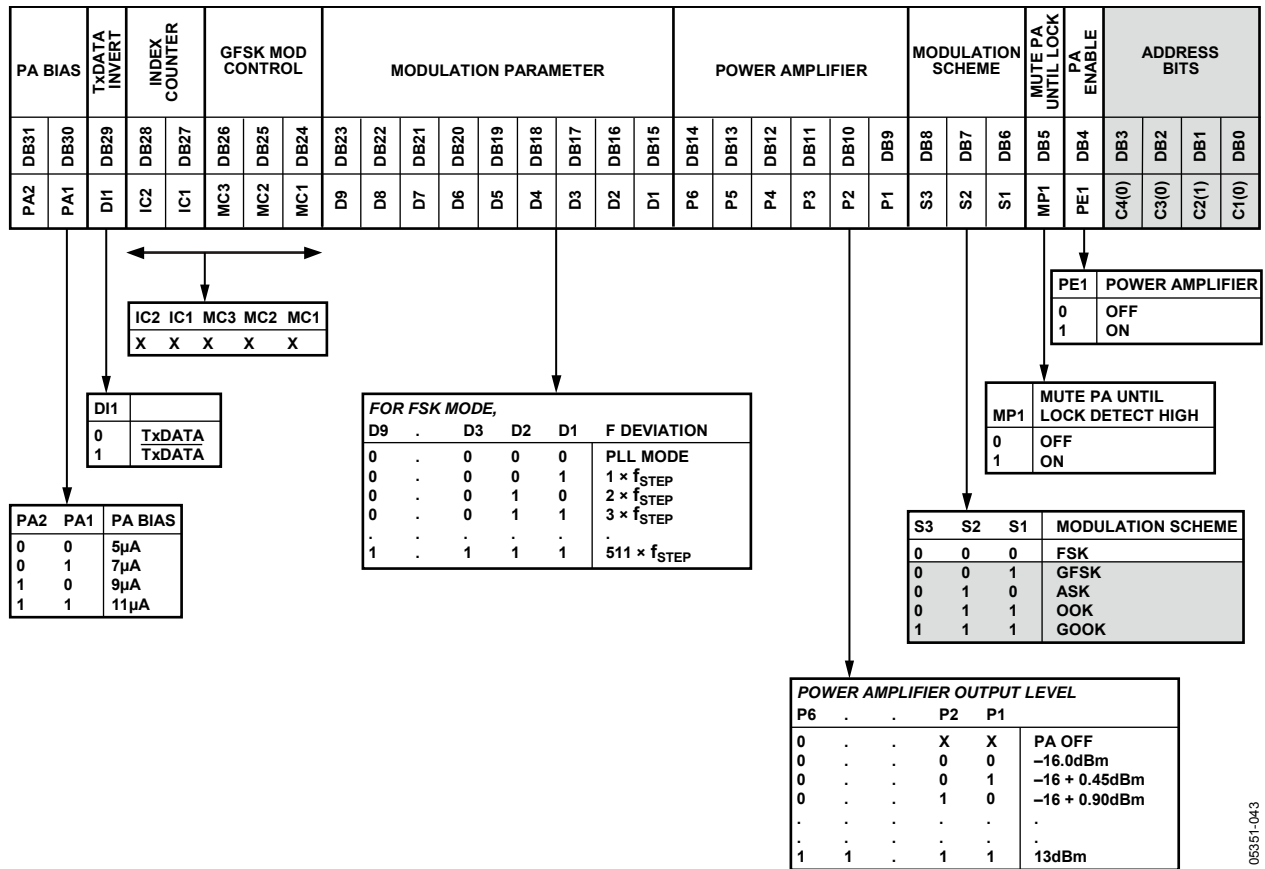 PA BIAS
TxDATA INVERT
INDEX COUNTER
GFSK MOD CONTROL
MODULATION PARAMETER
POWER AMPLIFIER
MODULATION SCHEME
MUTE PA UNTIL LOCK
PA ENABLE
ADDRESS BITS
DB31 DB30 DB29 DB28 DB27 DB26 DB25 DB24 DB23 DB22 DB21 DB20 DB19 DB18 DB17 DB16 DB15 DB14 DB13 DB12 DB11 DB10 DB9 DB8 DB7 DB6 DB5 DB4 DB3 DB2 DB1 DB0
PA2 PA1 DI1 IC2 IC1 MC3 MC2 MC1 D9 D8 D7 D6 D5 D4 D3 D2 D1 P6 P5 P4 P3 P2 P1 S3 S2 S1 MP1 PE1 C4(0) C3(0) C2(1) C1(0)
PE1 POWER AMPLIFIER
0 OFF
1 ON
IC2 IC1 MC3 MC2 MC1
X X X X X
MUTE PA UNTIL
MP1 LOCK DETECT HIGH
0 OFF
1 ON
DI1
0 TxDATA
1 TxDATA
FOR FSK MODE,
D9 . D3 D2 D1 F DEVIATION
0 . 0 0 0 PLL MODE
0 . 0 0 1 1 × fSTEP
0 . 0 1 0 2 × fSTEP
0 . 0 1 1 3 × fSTEP
. . . . . .
1 . 1 1 1 511 × fSTEP
PA2 PA1 PA BIAS
0 0 5µA
0 1 7µA
1 0 9µA
1 1 11µA
S3 S2 S1 MODULATION SCHEME
0 0 0 FSK
0 0 1 GFSK
0 1 0 ASK
0 1 1 OOK
1 1 1 GOOK
POWER AMPLIFIER OUTPUT LEVEL
P6 . . P2 P1
0 . . X X PA OFF
0 . . 0 0 –16.0dBm
0 . . 0 1 –16 + 0.45dBm
0 . . 1 0 –16 + 0.90dBm
. . . . . .
. . . . . .
1 1 . 1 1 13dBm
05351-043